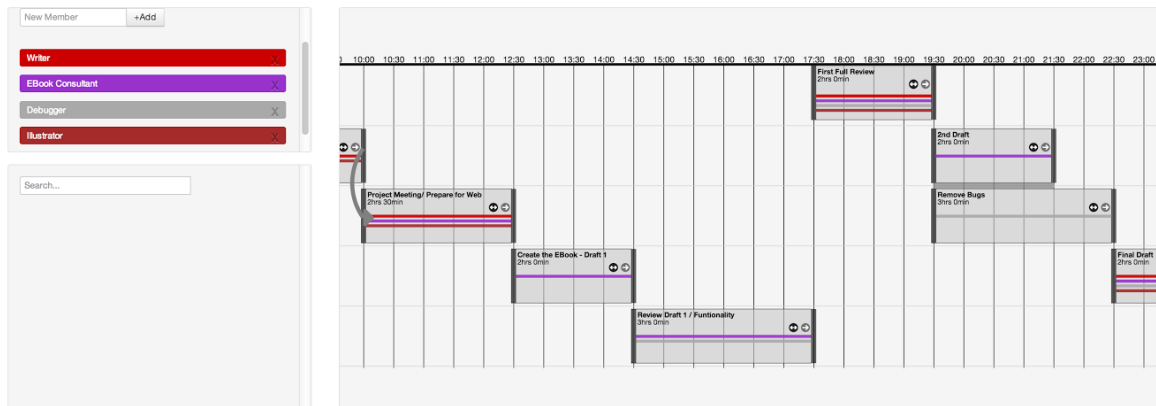 New Member
+Add
Writer X
EBook Consultant X
Debugger X
Illustrator X
Search...
0 10:00 10:30 11:00 11:30 12:00 12:30 13:00 13:30 14:00 14:30 15:00 15:30 16:00 16:30 17:00 17:30 18:00 18:30 19:00 19:30 20:00 20:30 21:00 21:30 22:00 22:30 23:00
First Full Review
2hrs 0min
2nd Draft
2hrs 0min
Project Meeting/ Prepare for Web
2hrs 30min
Remove Bugs
3hrs 0min
Create the EBook - Draft 1
2hrs 0min
Final Draft
2hrs 0min
Review Draft 1 / Funtionality
3hrs 0min